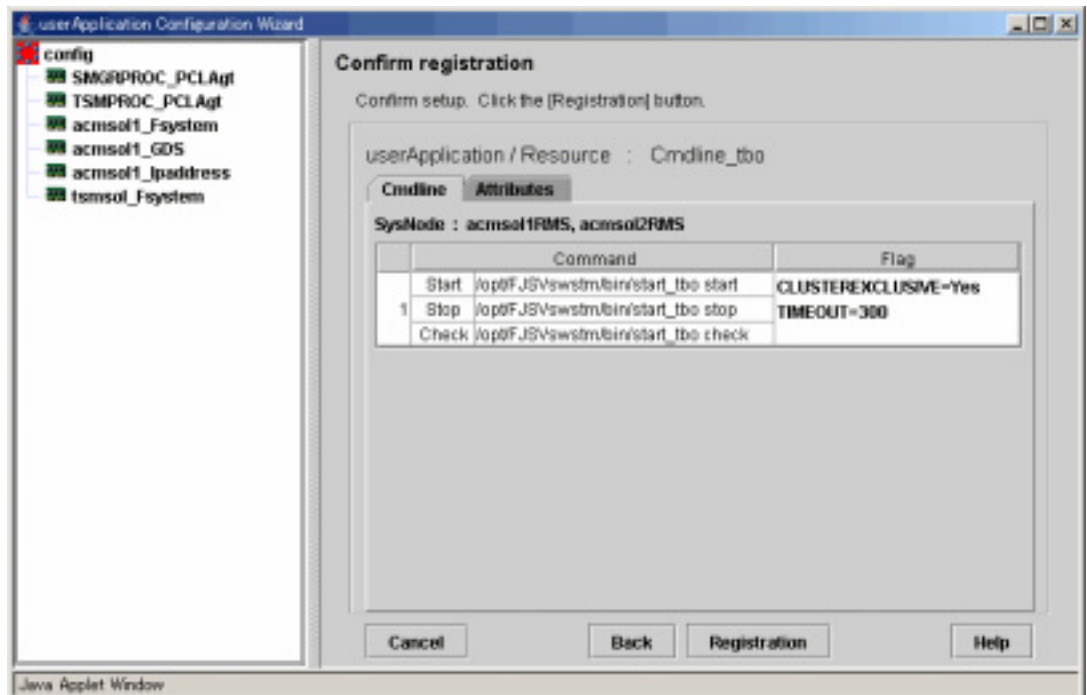 userApplication Configuration Wizard
config
SMGRPROC_PCLAgt
TSMPROC_PCLAgt
acmsol1_Fsystem
acmsol1_GDS
acmsol1_Ipaddress
tsmsol_Fsystem
Confirm registration
Confirm setup. Click the [Registration] button.
userApplication / Resource : Cmdline_tbo
Cmdline Attributes
SysNode : acmsol1RMS, acmsol2RMS
Command Flag
Start /opt/FJSVswstm/bin/start_tbo start CLUSTEREXCLUSIVE=Yes
1 Stop /opt/FJSVswstm/bin/start_tbo stop TIMEOUT=300
Check /opt/FJSVswstm/bin/start_tbo check
Cancel Back Registration Help
Java Applet Window